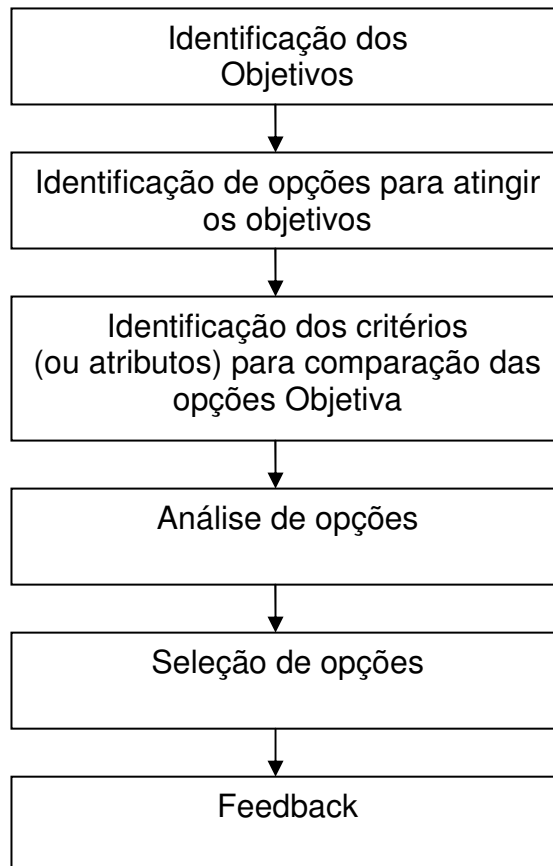 Identificação dos
Objetivos
Identificação de opções para atingir
os objetivos
Identificação dos critérios
(ou atributos) para comparação das
opções Objetiva
Análise de opções
Seleção de opções
Feedback